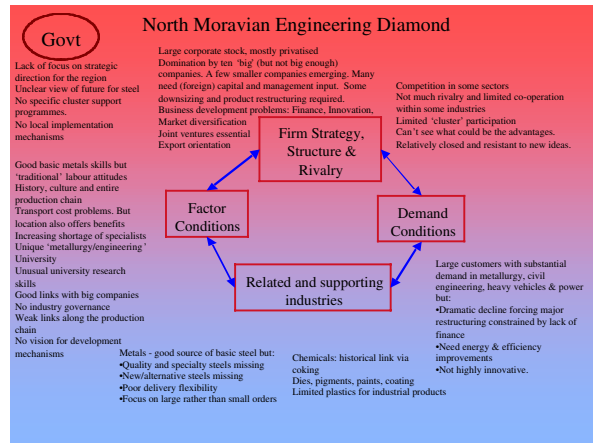 North Moravian Engineering Diamond
Govt
Lack of focus on strategic
direction for the region
Unclear view of future for steel
No specific cluster support
programmes.
No local implementation
mechanisms
Large corporate stock, mostly privatised
Domination by ten 'big' (but not big enough)
companies. A few smaller companies emerging. Many
need (foreign) capital and management input.  Some
downsizing and product restructuring required.
Business development problems: Finance, Innovation,
Market diversification
Joint ventures essential
Export orientation
Competition in some sectors
Not much rivalry and limited co-operation
within some industries
Limited 'cluster' participation
Can't see what could be the advantages.
Relatively closed and resistant to new ideas.
Firm Strategy,
Structure &
Rivalry
Good basic metals skills but
'traditional' labour attitudes
History, culture and entire
production chain
Transport cost problems. But
location also offers benefits
Increasing shortage of specialists
Unique 'metallurgy/engineering'
University
Unusual university research
skills
Good links with big companies
No industry governance
Weak links along the production
chain
No vision for development
mechanisms
Factor
Conditions
Demand
Conditions
Related and supporting
industries
Large customers with substantial
demand in metallurgy, civil
engineering, heavy vehicles & power
but:
•Dramatic decline forcing major
restructuring constrained by lack of
finance
•Need energy & efficiency
improvements
•Not highly innovative.
Metals - good source of basic steel but:
•Quality and specialty steels missing
•New/alternative steels missing
•Poor delivery flexibility
•Focus on large rather than small orders
Chemicals: historical link via
coking
Dies, pigments, paints, coating
Limited plastics for industrial products